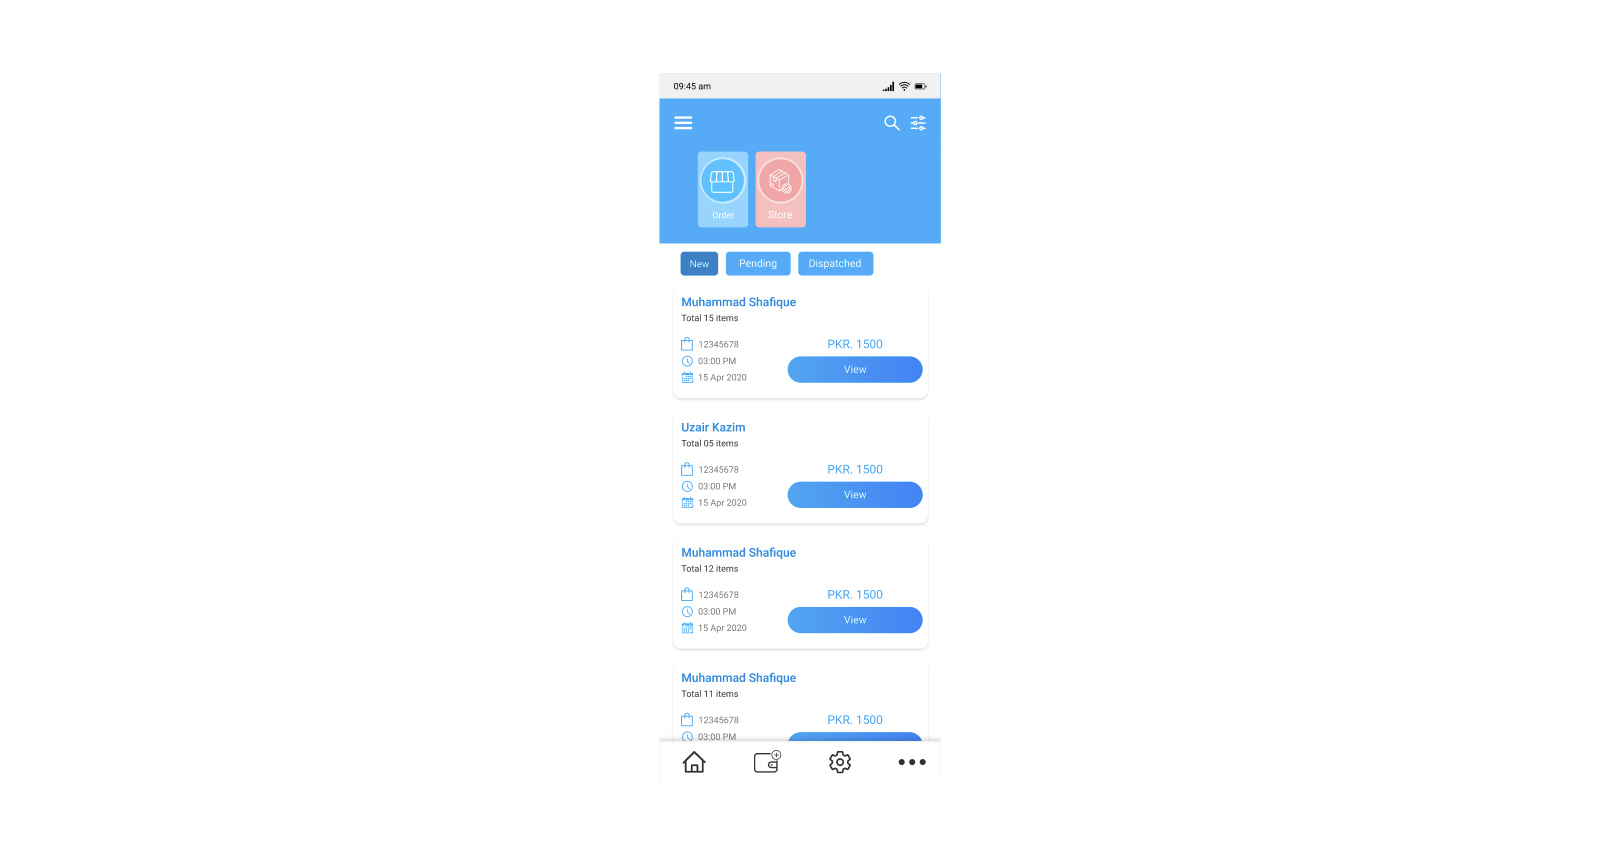 09:45 am
Order
Store
New
Pending
Dispatched
Muhammad Shafique
Total 15 items
12345678
PKR. 1500
03:00 PM
View
15 Apr 2020
Uzair Kazim
Total 05 items
12345678
PKR. 1500
03:00 PM
View
15 Apr 2020
Muhammad Shafique
Total 12 items
12345678
PKR. 1500
03:00 PM
View
15 Apr 2020
Muhammad Shafique
Total 11 items
12345678
PKR. 1500
03:00 PM